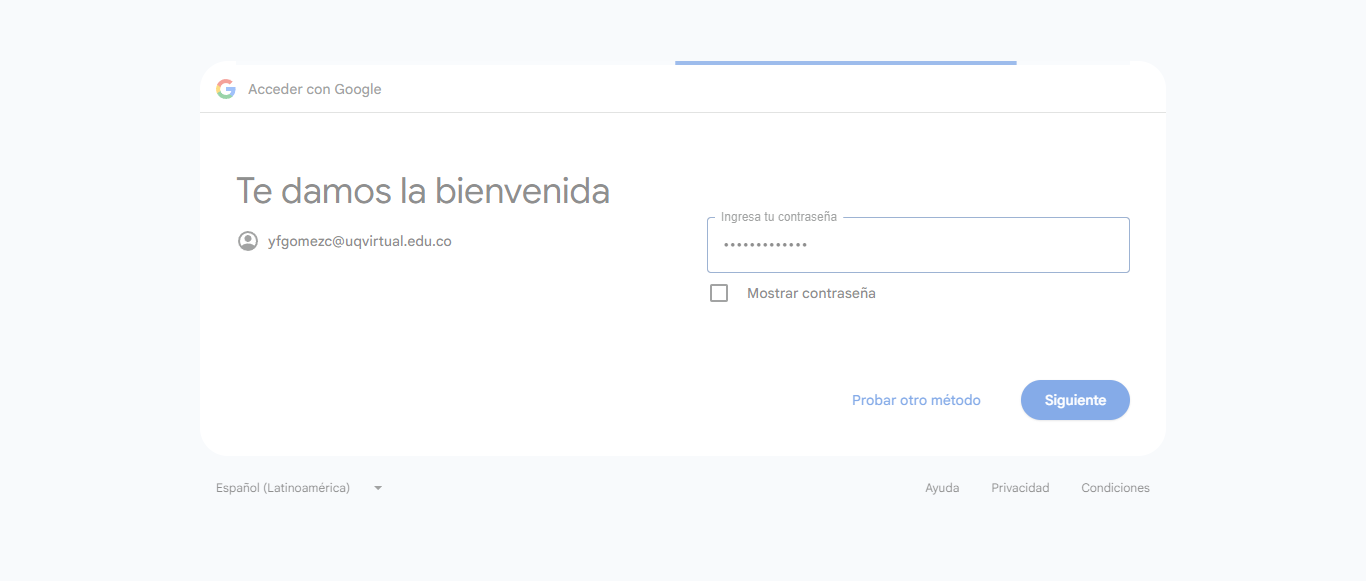 Acceder con Google
Te damos la bienvenida
yfgomezc@uqvirtual.edu.co
Ingresa tu contraseña
•••••••••••••
Mostrar contraseña
Probar otro método
Siguiente
Español (Latinoamérica)
Ayuda
Privacidad
Condiciones